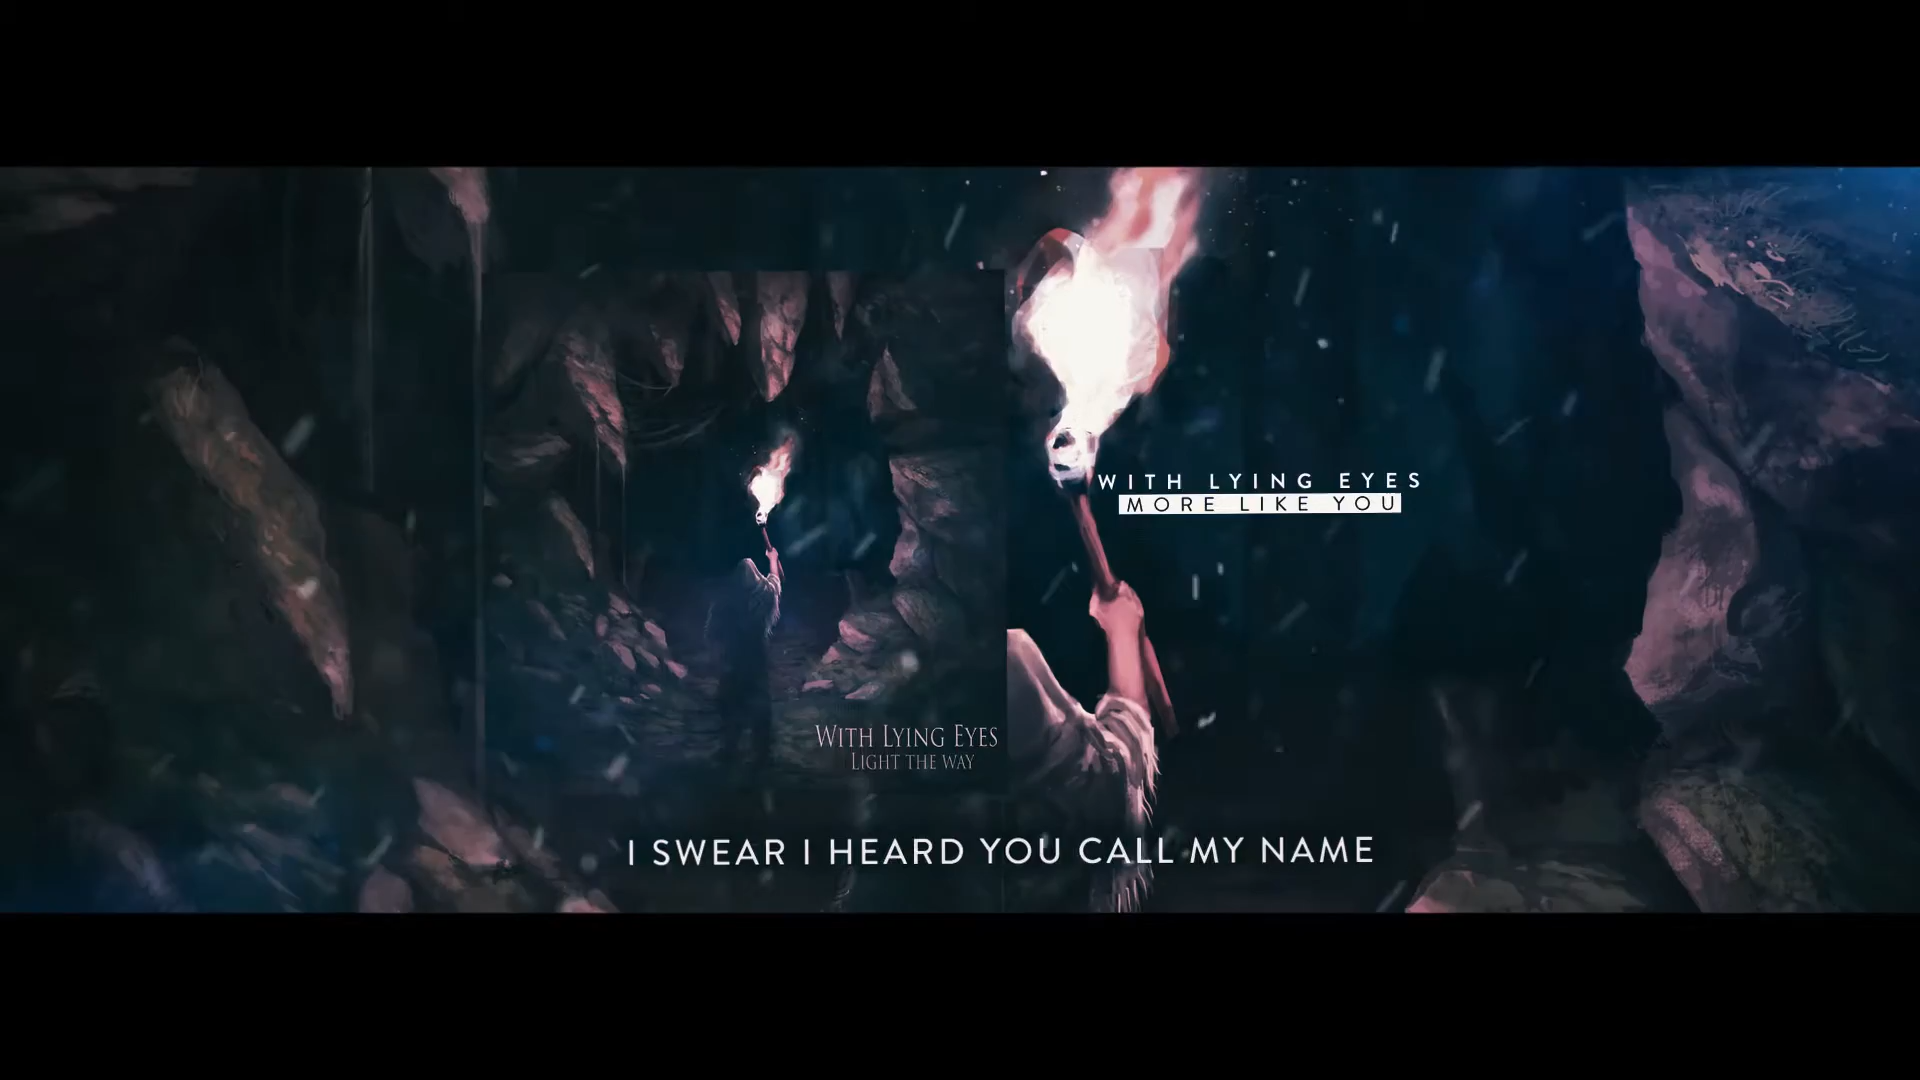 WITH LYING EYES
MORE LIKE YOU
WITH LYING EYES
LIGHT THE WAY
I SWEAR I HEARD YOU CALL MY NAME